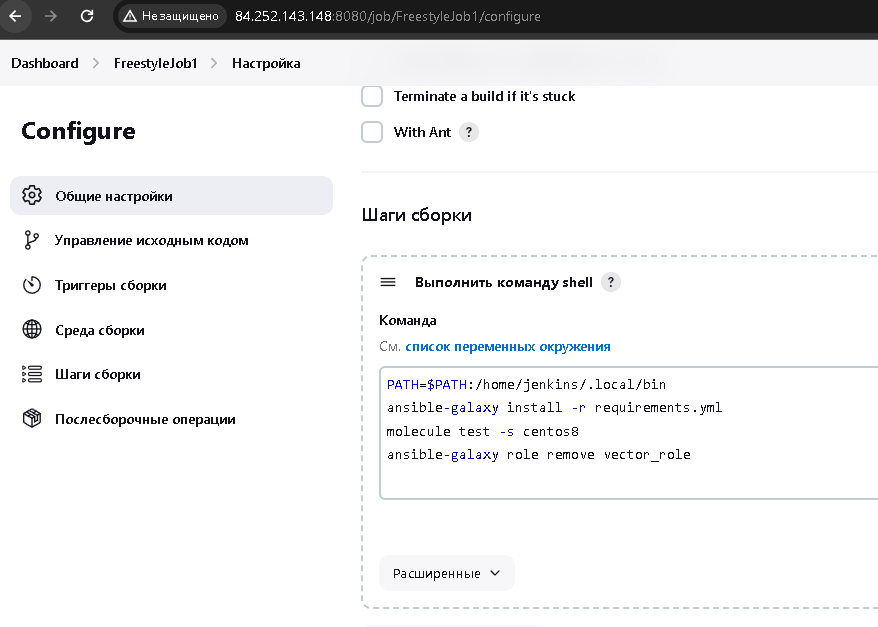 Не защищено 84.252.143.148:8080/job/FreestyleJob1/configure
Dashboard FreestyleJob1 Настройка
Configure
Общие настройки
Управление исходным кодом
Триггеры сборки
Среда сборки
Шаги сборки
Послесборочные операции
Terminate a build if it's stuck
With Ant ?
Шаги сборки
Выполнить команду shell ?
Команда
См. список переменных окружения
PATH=$PATH:/home/jenkins/.local/bin
ansible-galaxy install -r requirements.yml
molecule test -s centos8
ansible-galaxy role remove vector_role
Расширенные